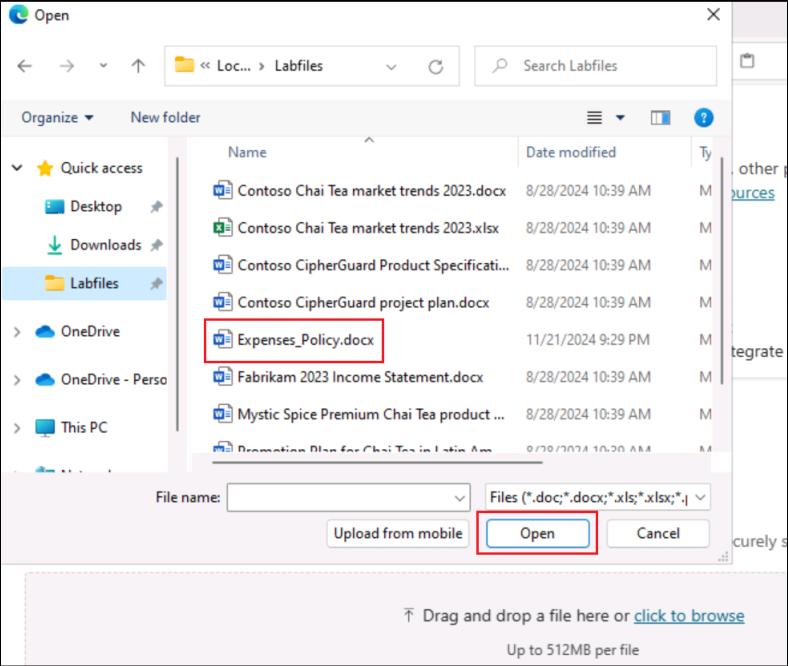 Open
« Loc... › Labfiles
Search Labfiles
Organize
New folder
?
Name
Date modified
Ty
, other p
ources
Quick access
Contoso Chai Tea market trends 2023.docx 8/28/2024 10:39 AM M
Desktop
Contoso Chai Tea market trends 2023.xlsx 8/28/2024 10:39 AM M
Downloads
Contoso CipherGuard Product Specificati... 8/28/2024 10:39 AM M
Labfiles
Contoso CipherGuard project plan.docx 8/28/2024 10:39 AM M
OneDrive
Expenses_Policy.docx 11/21/2024 9:29 PM M
tegrate
OneDrive - Perso
Fabrikam 2023 Income Statement.docx 8/28/2024 10:39 AM M
This PC
Mystic Spice Premium Chai Tea product ... 8/28/2024 10:39 AM M
Promotion Plan for Chai Tea in Latin Am 8/28/2024 10:39 AM M
File name:
Files (*.doc;*.docx;*.xls;*.xlsx;*.p
Upload from mobile
Open
Cancel
curely s
Drag and drop a file here or click to browse
Up to 512MB per file